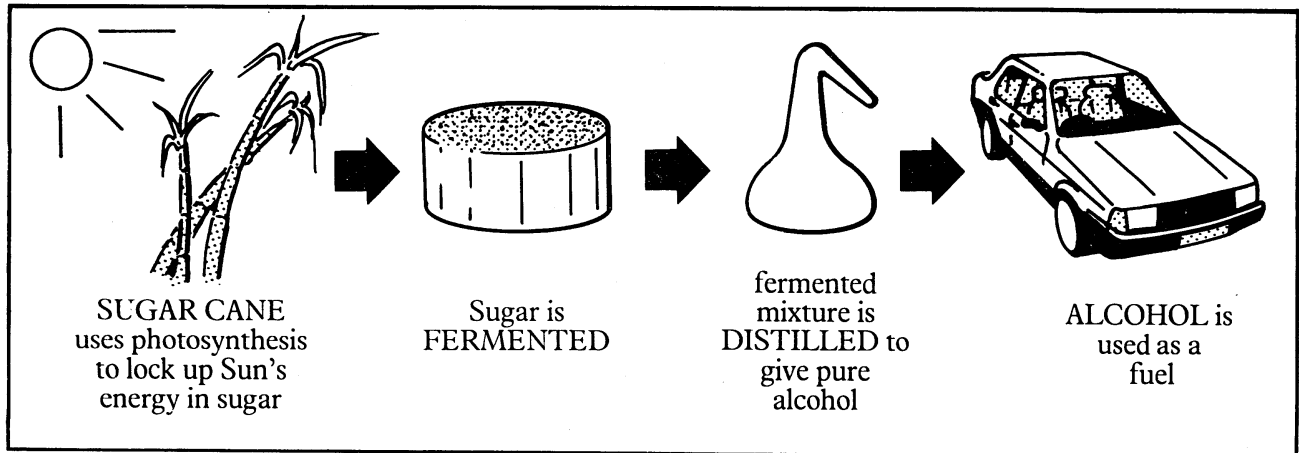 SUGAR CANE
uses photosynthesis
to lock up Sun's
energy in sugar
Sugar is
FERMENTED
fermented
mixture is
DISTILLED to
give pure
alcohol
ALCOHOL is
used as a
fuel